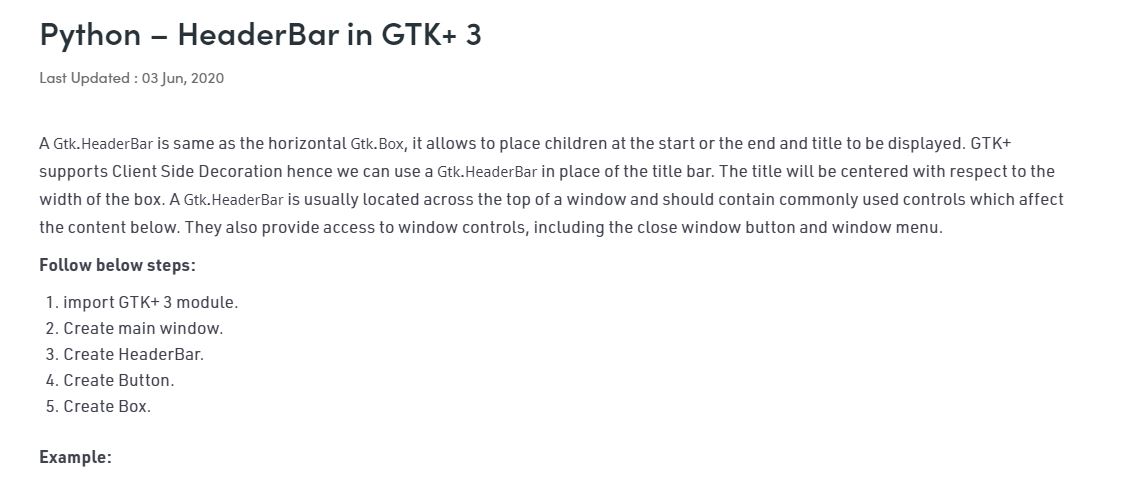 Python – HeaderBar in GTK+ 3
Last Updated : 03 Jun, 2020
A Gtk.HeaderBar is same as the horizontal Gtk.Box, it allows to place children at the start or the end and title to be displayed. GTK+
supports Client Side Decoration hence we can use a Gtk.HeaderBar in place of the title bar. The title will be centered with respect to the
width of the box. A Gtk.HeaderBar is usually located across the top of a window and should contain commonly used controls which affect
the content below. They also provide access to window controls, including the close window button and window menu.
Follow below steps:
1. import GTK+ 3 module.
2. Create main window.
3. Create HeaderBar.
4. Create Button.
5. Create Box.
Example: